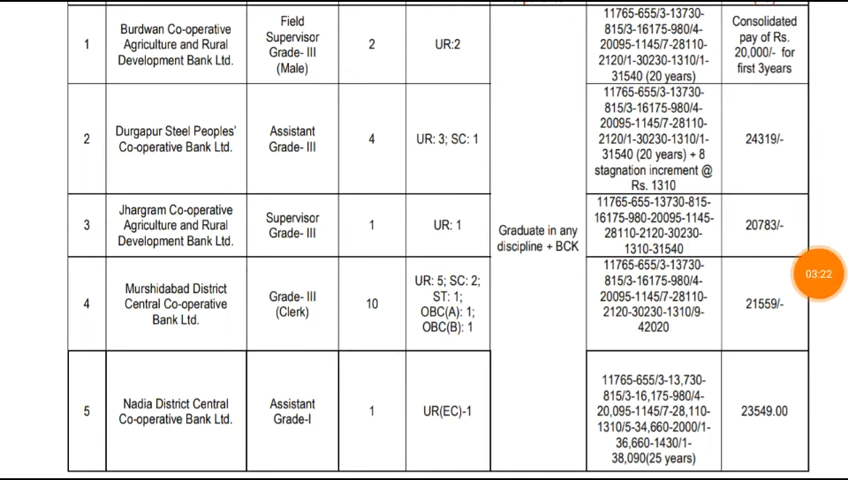 1
Burdwan Co-operative
Agriculture and Rural
Development Bank Ltd.
Field
Supervisor
Grade- III
(Male)
2
UR:2
11765-655/3-13730-
815/3-16175-980/4-
20095-1145/7-28110-
2120/1-30230-1310/1-
31540 (20 years)
Consolidated
pay of Rs.
20,000/- for
first 3years
2
Durgapur Steel Peoples'
Co-operative Bank Ltd.
Assistant
Grade- III
4
UR: 3; SC: 1
11765-655/3-13730-
815/3-16175-980/4-
20095-1145/7-28110-
2120/1-30230-1310/1-
31540 (20 years) + 8
stagnation increment @
Rs. 1310
24319/-
3
Jhargram Co-operative
Agriculture and Rural
Development Bank Ltd.
Supervisor
Grade- III
1
UR: 1
Graduate in any
discipline + BCK
11765-655-13730-815-
16175-980-20095-1145-
28110-2120-30230-
1310-31540
20783/-
03:22
4
Murshidabad District
Central Co-operative
Bank Ltd.
Grade- III
(Clerk)
10
UR: 5; SC: 2;
ST: 1;
OBC(A): 1;
OBC(B): 1
11765-655/3-13730-
815/3-16175-980/4-
20095-1145/7-28110-
2120-30230-1310/9-
42020
21559/-
5
Nadia District Central
Co-operative Bank Ltd.
Assistant
Grade-I
1
UR(EC)-1
11765-655/3-13,730-
815/3-16,175-980/4-
20,095-1145/7-28,110-
1310/5-34,660-2000/1-
36,660-1430/1-
38,090(25 years)
23549.00